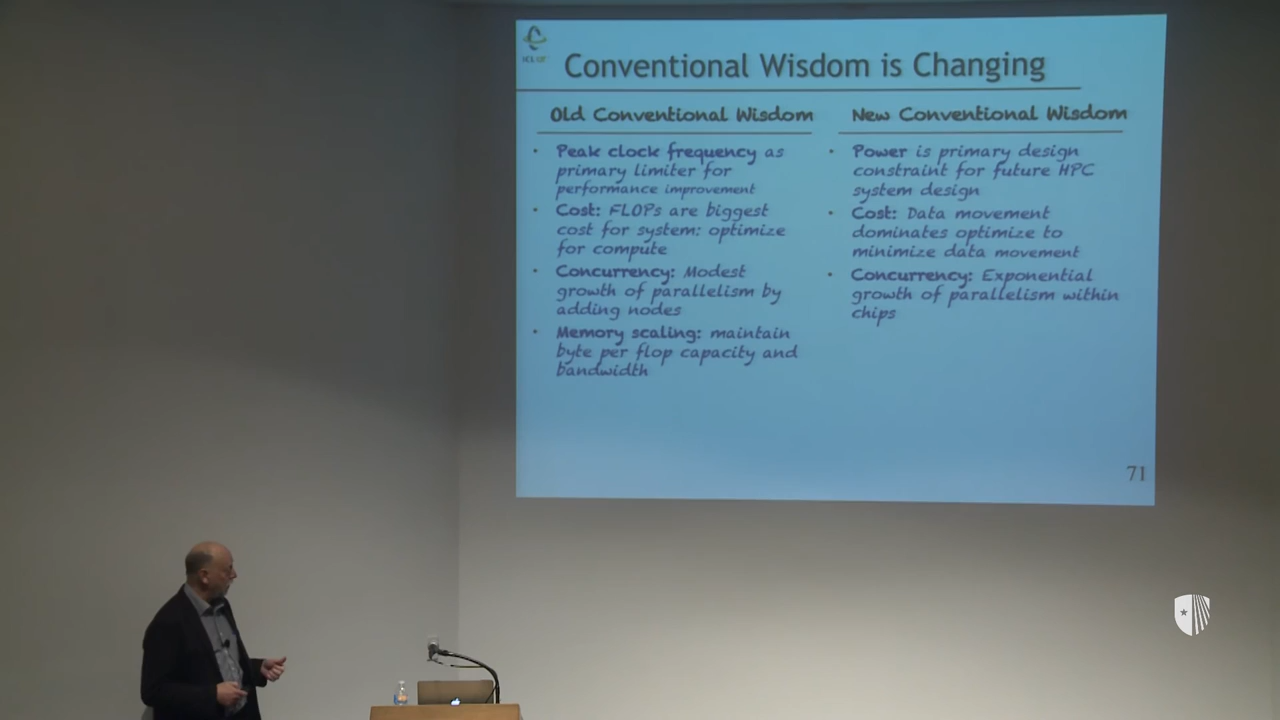 ICL
Conventional Wisdom is Changing
Old Conventional Wisdom
• Peak clock frequency as
primary limiter for
performance improvement
• Cost: FLOPs are biggest
cost for system: optimize
for compute
• Concurrency: Modest
growth of parallelism by
adding nodes
• Memory scaling: maintain
byte per flop capacity and
bandwidth
New Conventional Wisdom
• Power is primary design
constraint for future HPC
system design
• Cost: Data movement
dominates optimize to
minimize data movement
• Concurrency: Exponential
growth of parallelism within
chips
71